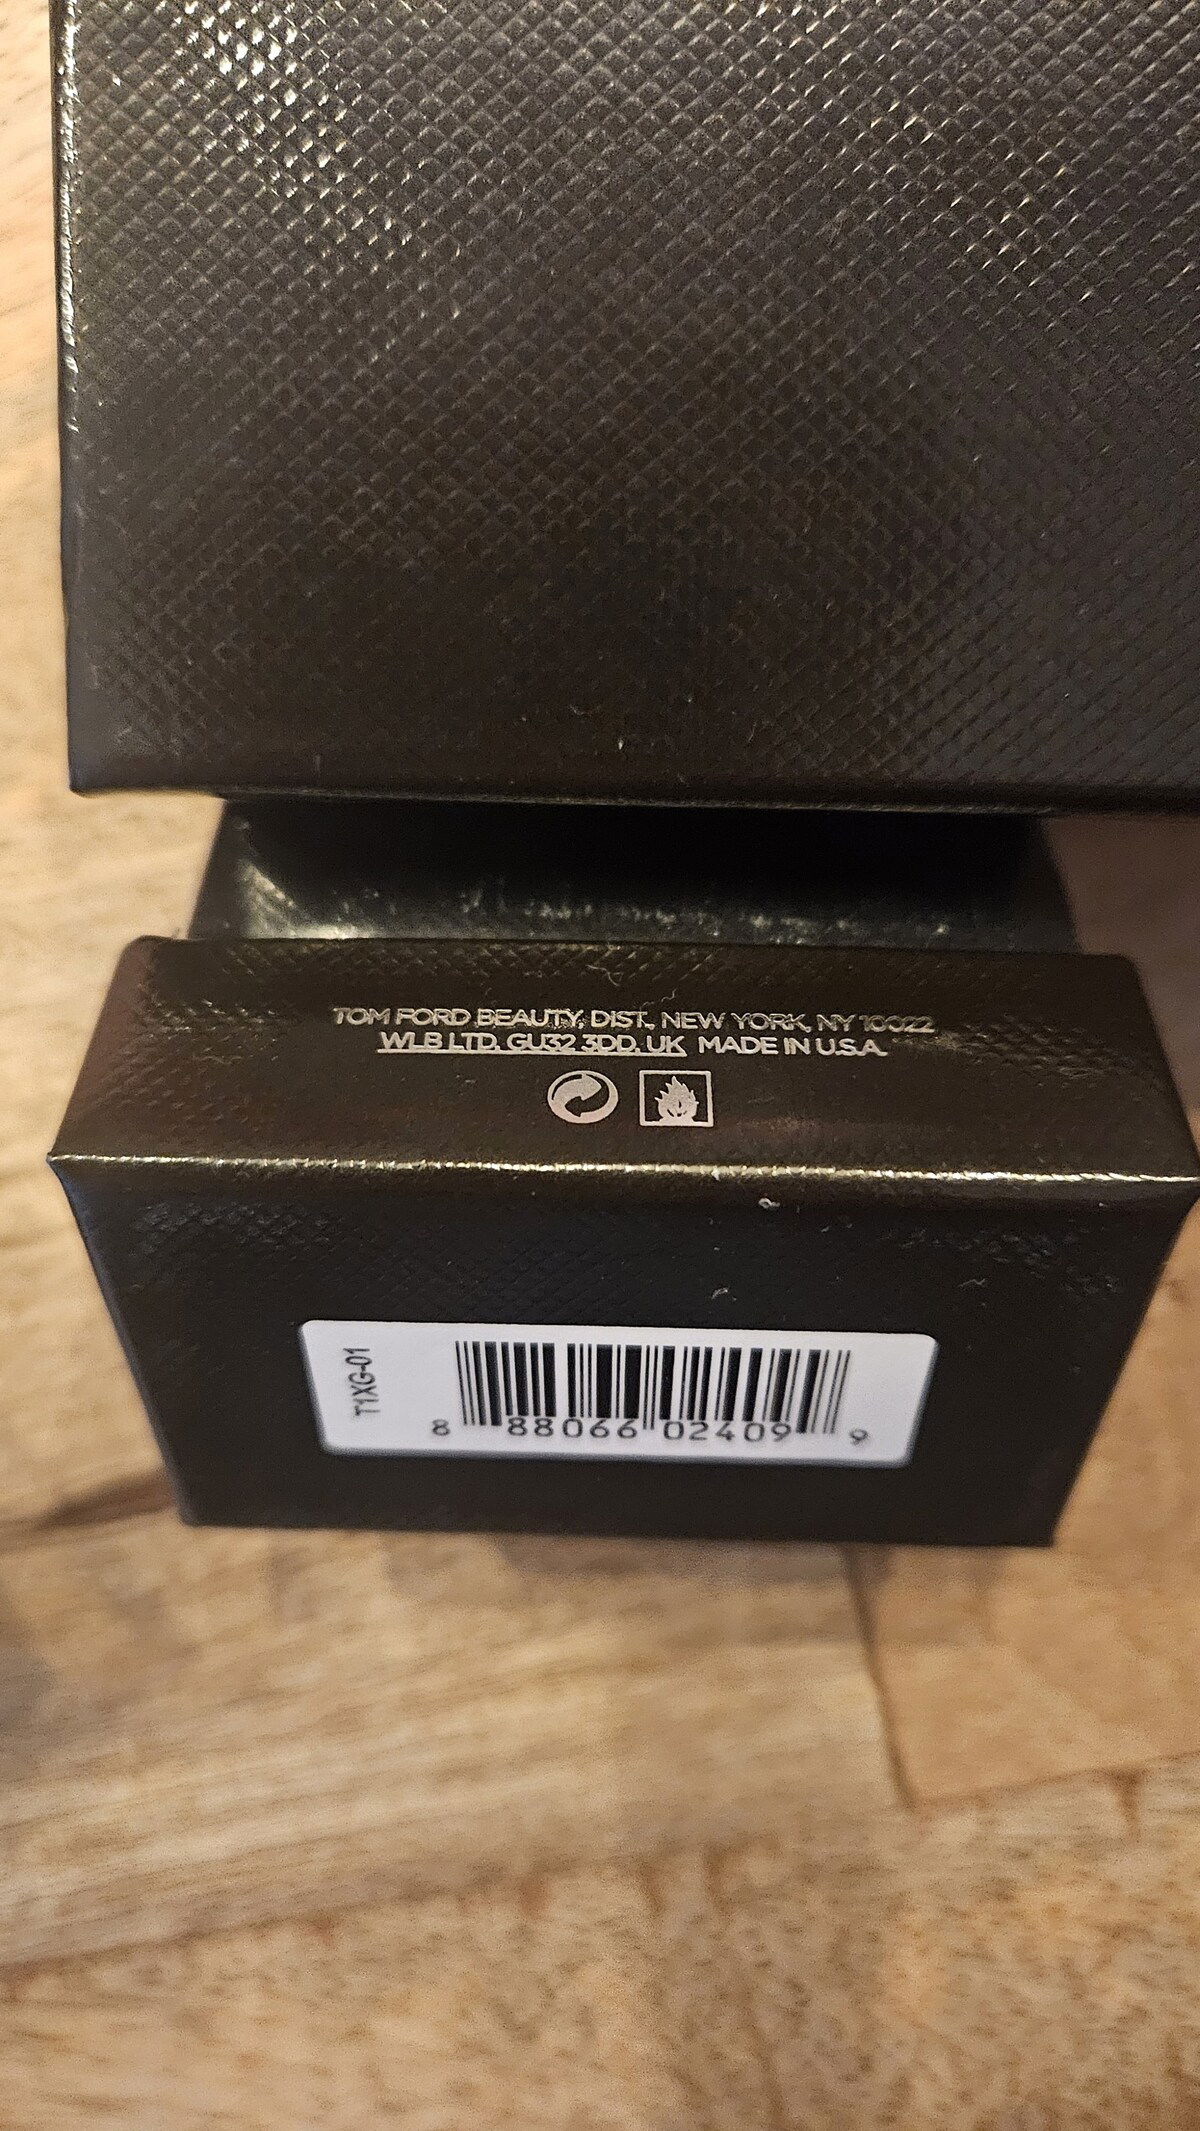 TOM FORD BEAUTY, DIST., NEW YORK, NY 10022
WLB LTD. GU32 3DD. UK MADE IN U.S.A.
T1XG-01
8 88066 02409 9